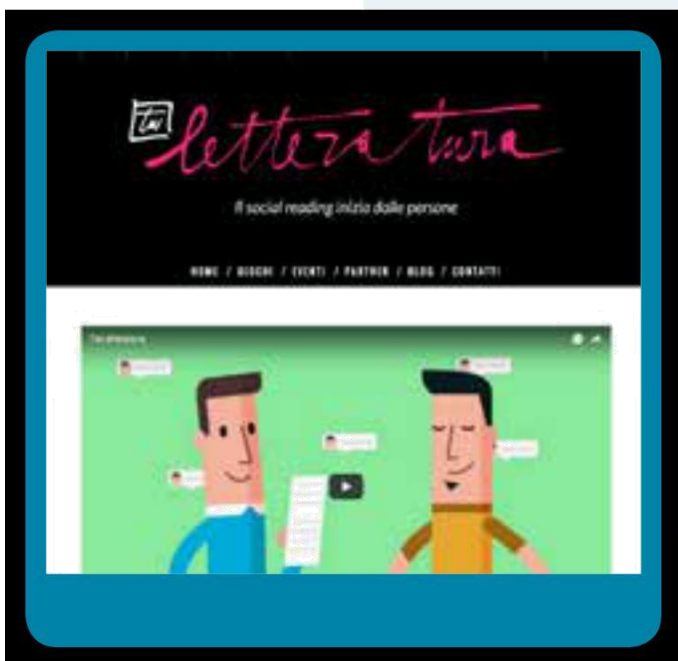 tw letteratura
Il social reading inizia dalle persone
HOME / GIOCHI / EVENTI / PARTNER / BLOG / CONTATTI